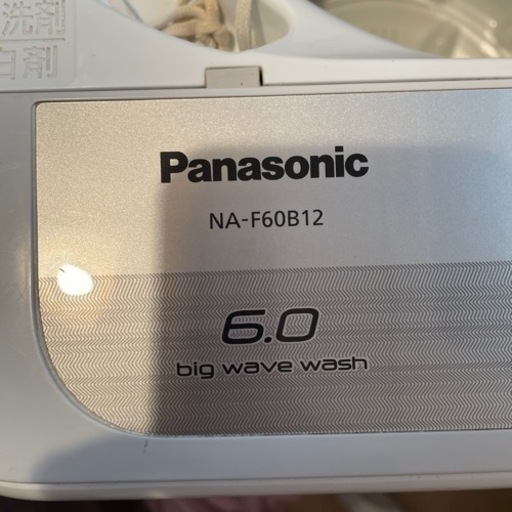 洗剤
白剤
Panasonic
NA-F60B12
6.0
big wave wash